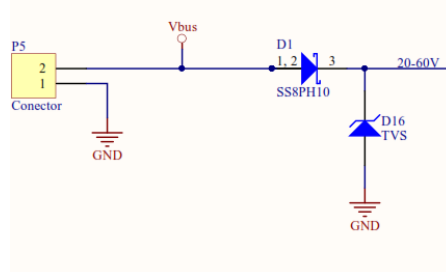 Vbus
P5
D1
2
1, 2
3
20-60V
1
SS8PH10
Conector
D16
TVS
GND
GND